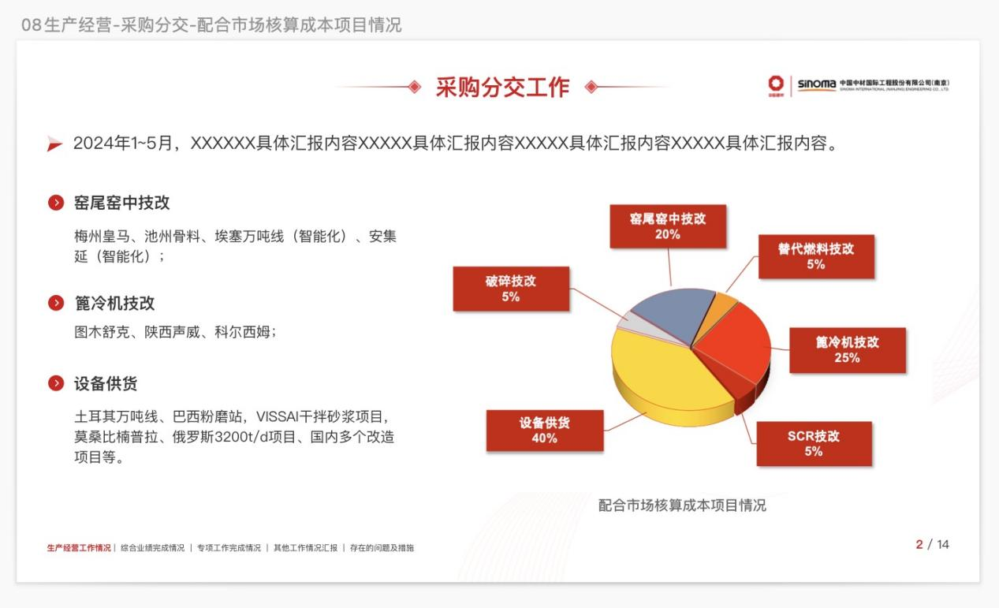 08生产经营-采购分交-配合市场核算成本项目情况
采购分交工作
sinoma 中国中材国际工程股份有限公司(南京)
SINOMA INTERNATIONAL (NANJING) ENGINEERING CO., LTD.
2024年1~5月，XXXXXX具体汇报内容XXXXX具体汇报内容XXXXX具体汇报内容XXXXX具体汇报内容。
窑尾窑中技改
梅州皇马、池州骨料、埃塞万吨线（智能化）、安集
延（智能化）;
篦冷机技改
图木舒克、陕西声威、科尔西姆;
设备供货
土耳其万吨线、巴西粉磨站，VISSAI干拌砂浆项目，
莫桑比楠普拉、俄罗斯3200t/d项目、国内多个改造
项目等。
窑尾窑中技改
20%
替代燃料技改
5%
破碎技改
5%
篦冷机技改
25%
设备供货
40%
SCR技改
5%
配合市场核算成本项目情况
生产经营工作情况 | 综合业绩完成情况 | 专项工作完成情况 | 其他工作情况汇报 | 存在的问题及措施
2 / 14